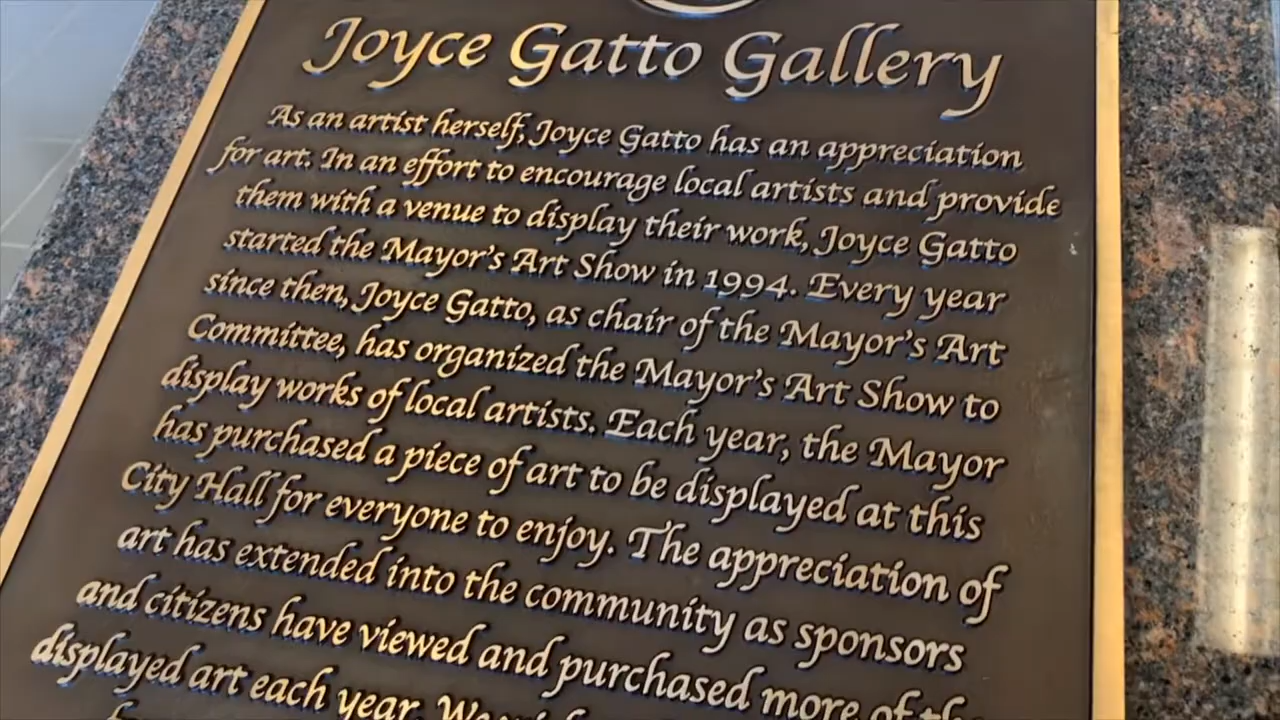 Joyce Gatto Gallery
As an artist herself, Joyce Gatto has an appreciation
for art. In an effort to encourage local artists and provide
them with a venue to display their work, Joyce Gatto
started the Mayor's Art Show in 1994. Every year
since then, Joyce Gatto, as chair of the Mayor's Art
Committee, has organized the Mayor's Art Show to
display works of local artists. Each year, the Mayor
has purchased a piece of art to be displayed at this
City Hall for everyone to enjoy. The appreciation of
art has extended into the community as sponsors
and citizens have viewed and purchased more of the
displayed art each year.